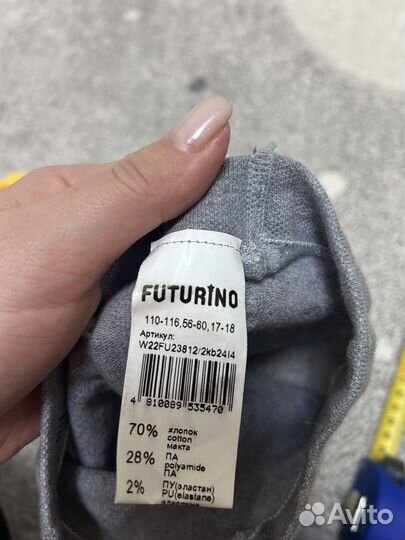 FUTURINO
110-116,56-60,17-18
Артикул:
W22FU23812/2kb24|4
4 810089 535470
70% хлопок
cotton
мақта
28% ПА
polyamide
ПА
2% ПУ(эластан)
PU(elastane)
Avito